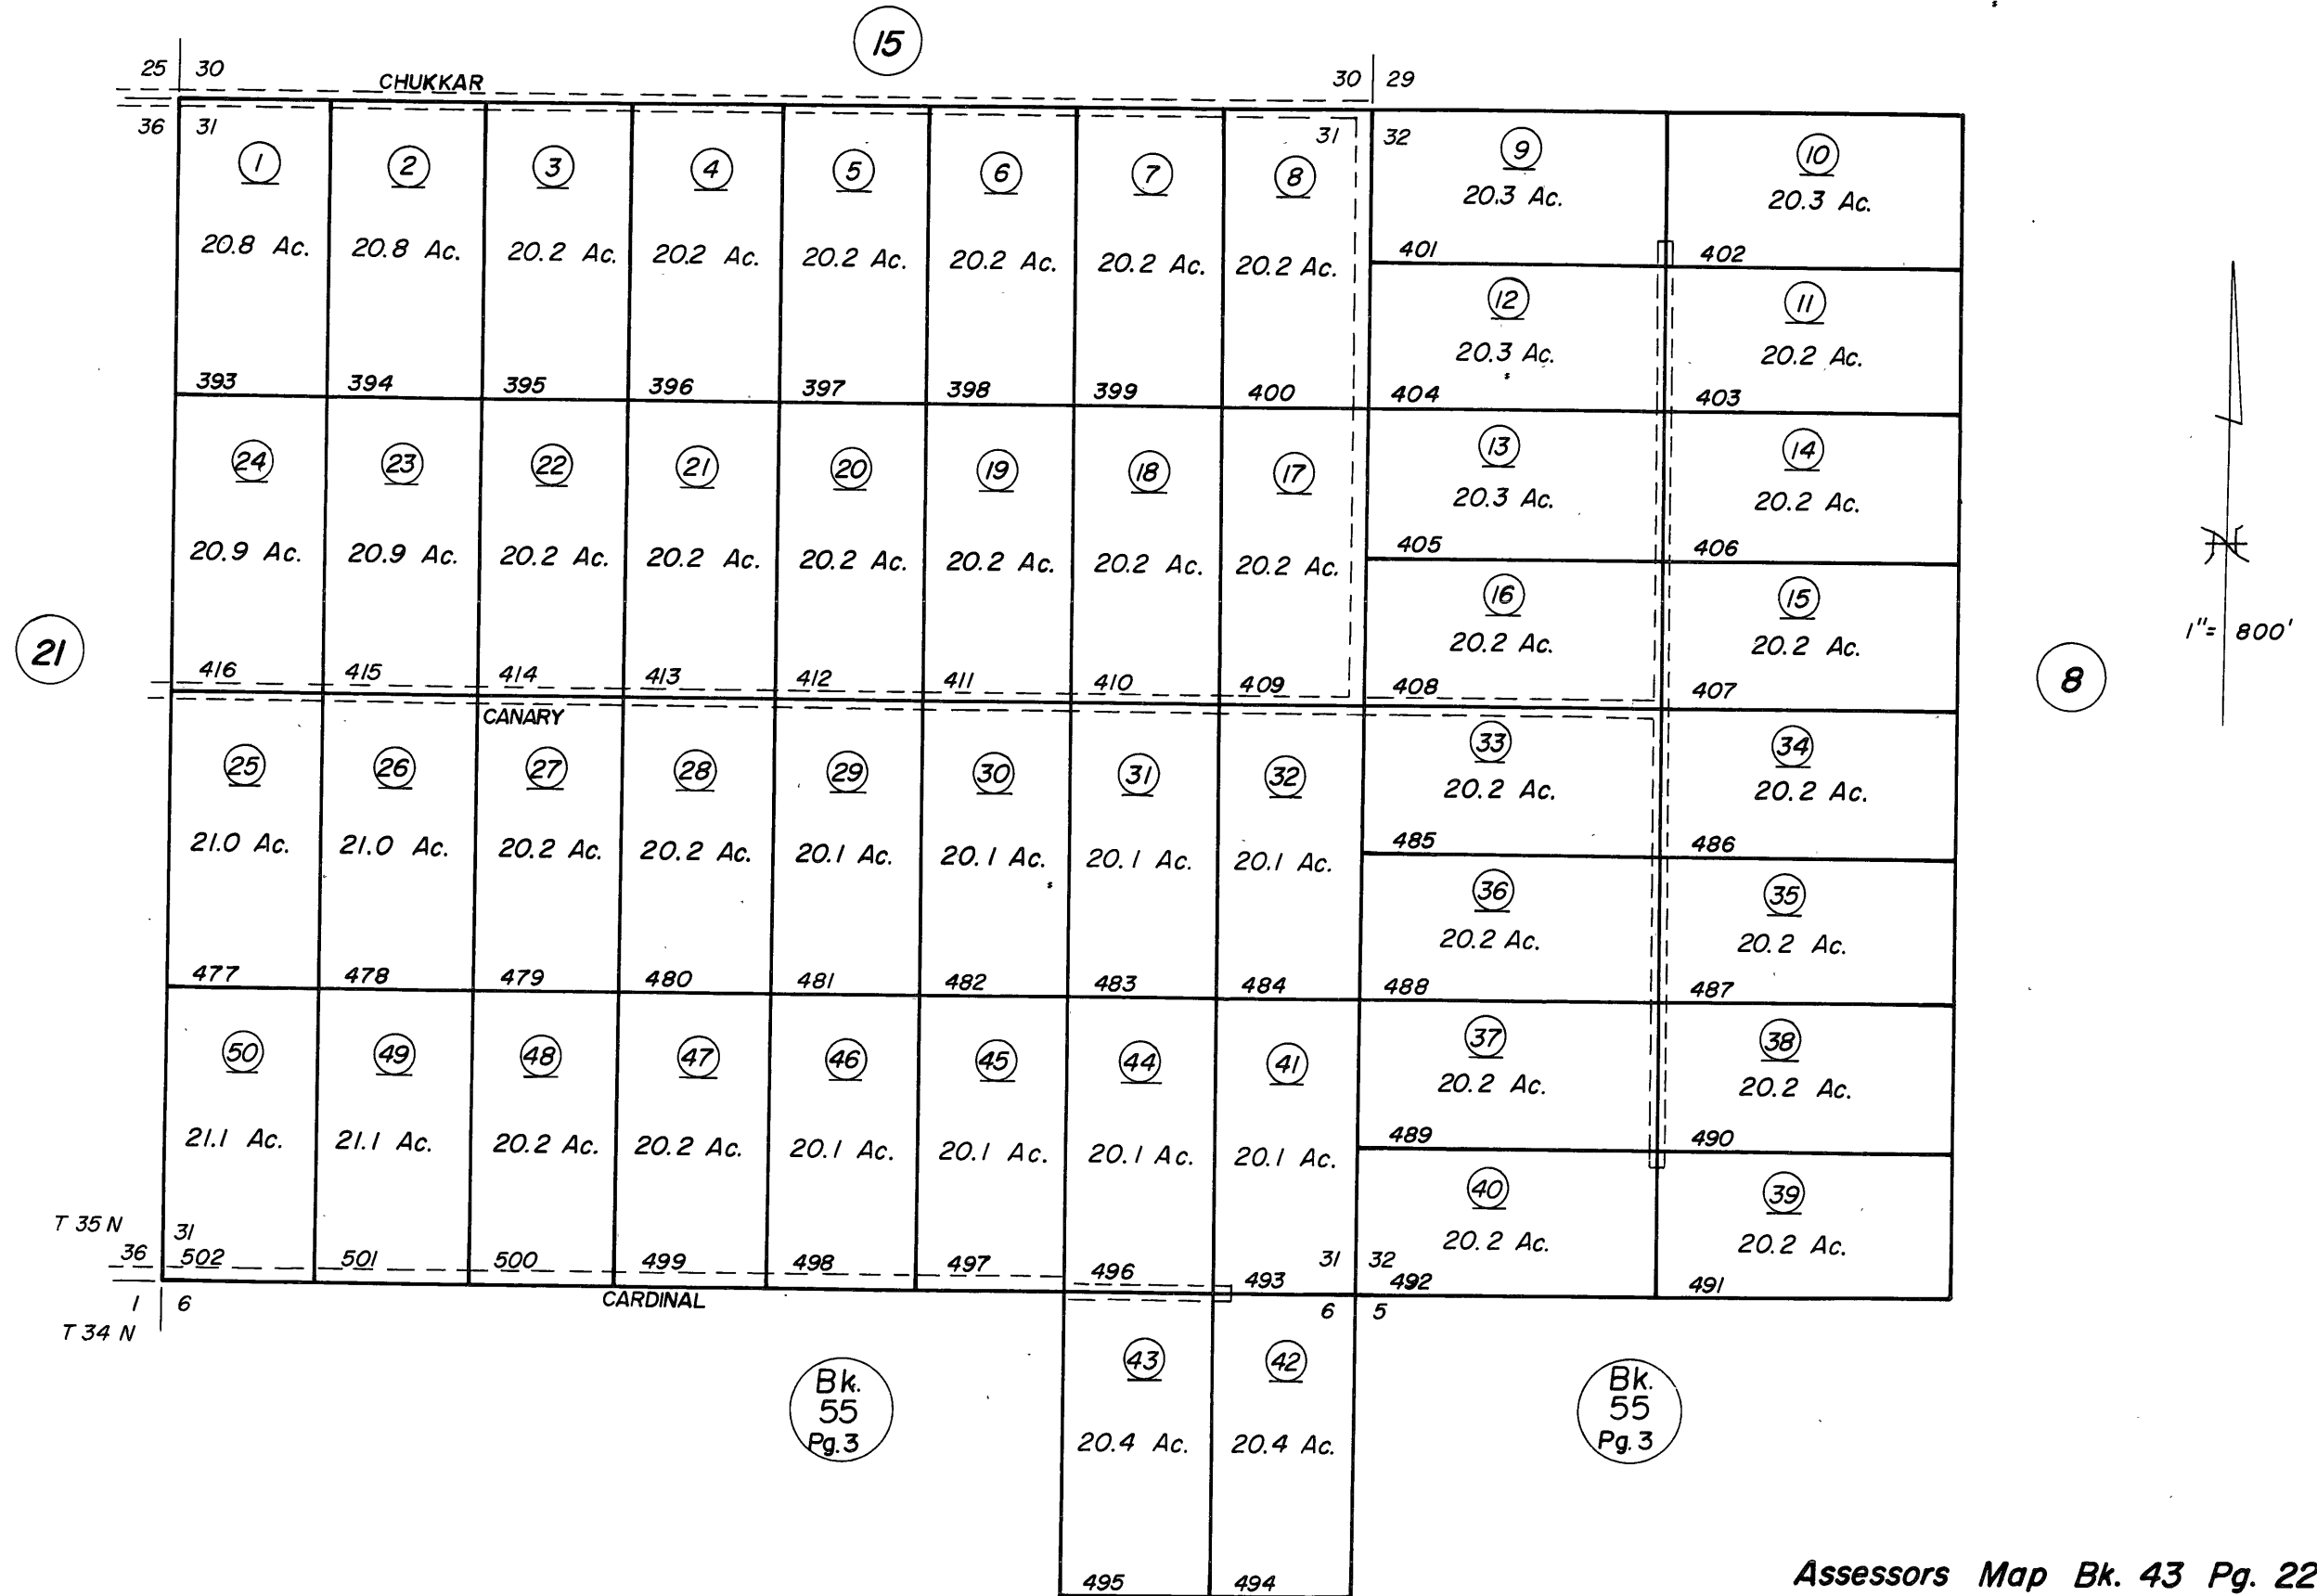 15
25 30
CHUKKAR
30 29
36 31
31 32
1 2 3 4 5 6 7 8 9 10
20.3 Ac. 20.3 Ac.
20.8 Ac. 20.8 Ac. 20.2 Ac. 20.2 Ac. 20.2 Ac. 20.2 Ac. 20.2 Ac. 20.2 Ac.
401 402
12 11
20.3 Ac. 20.2 Ac.
393 394 395 396 397 398 399 400 404 403
24 23 22 21 20 19 18 17 13 14
20.3 Ac. 20.2 Ac.
20.9 Ac. 20.9 Ac. 20.2 Ac. 20.2 Ac. 20.2 Ac. 20.2 Ac. 20.2 Ac. 20.2 Ac.
405 406
16 15
21
1"= 800'
20.2 Ac. 20.2 Ac.
8
416 415 414 413 412 411 410 409 408 407
CANARY
25 26 27 28 29 30 31 32 33 34
20.2 Ac. 20.2 Ac.
21.0 Ac. 21.0 Ac. 20.2 Ac. 20.2 Ac. 20.1 Ac. 20.1 Ac. 20.1 Ac. 20.1 Ac.
485 486
36 35
20.2 Ac. 20.2 Ac.
477 478 479 480 481 482 483 484 488 487
50 49 48 47 46 45 44 41 37 38
20.2 Ac. 20.2 Ac.
21.1 Ac. 21.1 Ac. 20.2 Ac. 20.2 Ac. 20.1 Ac. 20.1 Ac. 20.1 Ac. 20.1 Ac.
489 490
40 39
20.2 Ac. 20.2 Ac.
T 35 N
36 31
31 32
502 501 500 499 498 497 496 493 492 491
CARDINAL
1 6
6 5
T 34 N
43 42
Bk.
55
Pg. 3
Bk.
55
Pg. 3
20.4 Ac. 20.4 Ac.
495 494
Assessors Map Bk. 43 Pg. 22